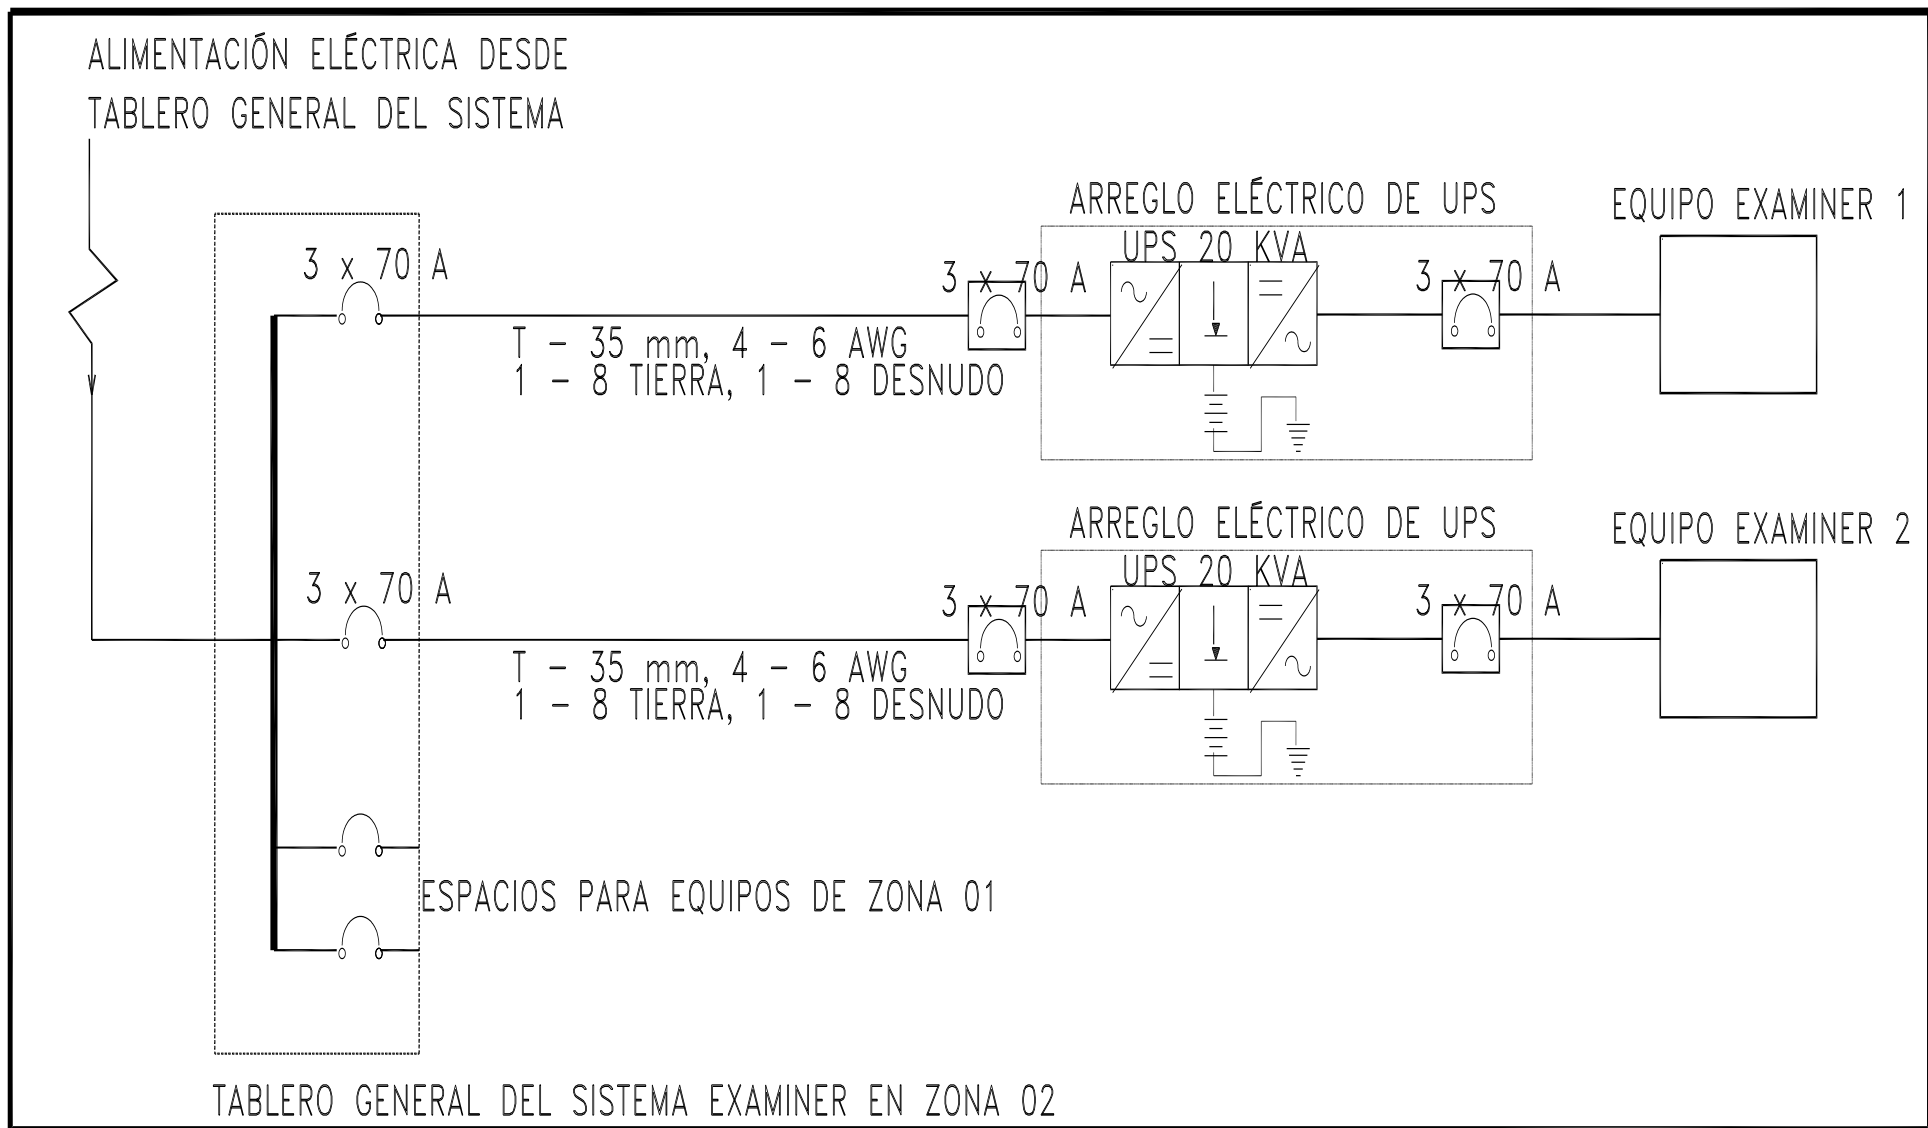 ALIMENTACIÓN ELÉCTRICA DESDE
TABLERO GENERAL DEL SISTEMA
ARREGLO ELÉCTRICO DE UPS
EQUIPO EXAMINER 1
UPS 20 KVA
3 x 70 A
3 x 70 A
3 x 70 A
T - 35 mm, 4 - 6 AWG
1 - 8 TIERRA, 1 - 8 DESNUDO
ARREGLO ELÉCTRICO DE UPS
EQUIPO EXAMINER 2
UPS 20 KVA
3 x 70 A
3 x 70 A
3 x 70 A
T - 35 mm, 4 - 6 AWG
1 - 8 TIERRA, 1 - 8 DESNUDO
ESPACIOS PARA EQUIPOS DE ZONA 01
TABLERO GENERAL DEL SISTEMA EXAMINER EN ZONA 02